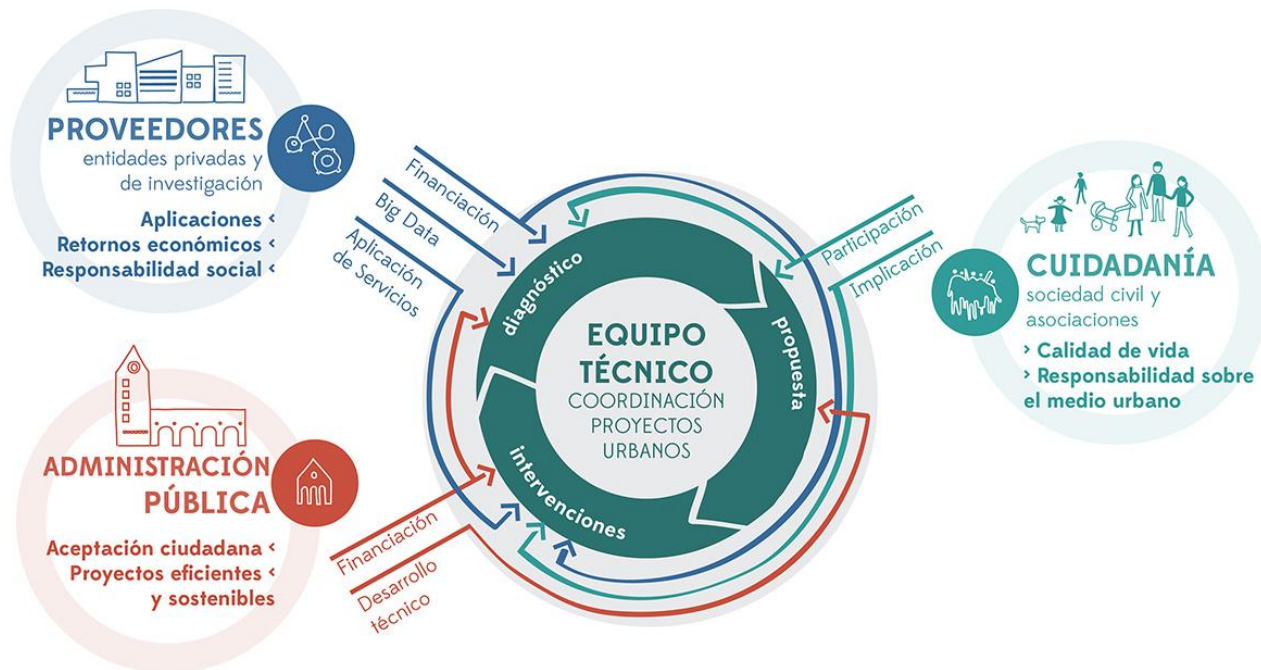 PROVEEDORES
entidades privadas y
de investigación
Aplicaciones ‹
Retornos económicos ‹
Responsabilidad social ‹
ADMINISTRACIÓN
PÚBLICA
Aceptación ciudadana ‹
Proyectos eficientes ‹
y sostenibles
Financiación
Big Data
Aplicación
de Servicios
Financiación
Desarrollo
técnico
diagnóstico
propuesta
intervenciones
EQUIPO
TÉCNICO
COORDINACIÓN
PROYECTOS
URBANOS
Participación
Implicación
CUIDADANÍA
sociedad civil y
asociaciones
› Calidad de vida
› Responsabilidad sobre
el medio urbano